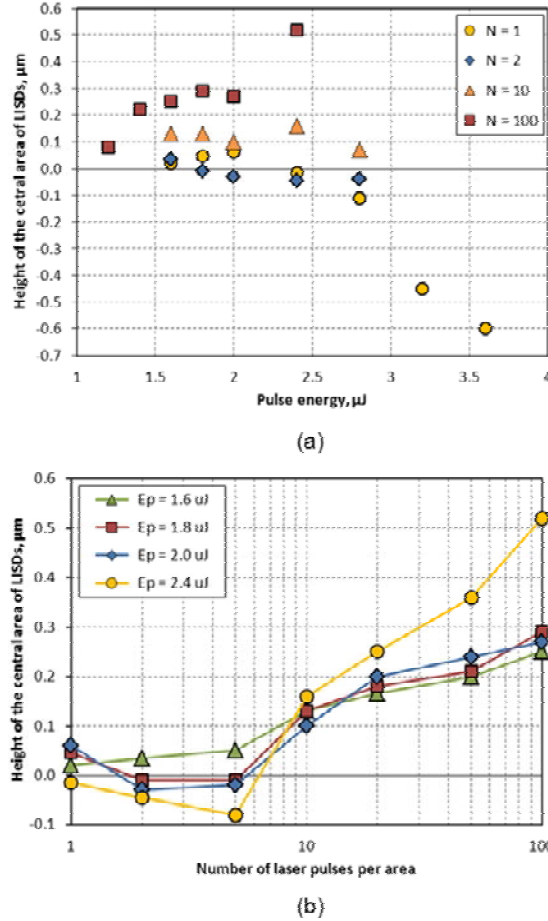 Height of the cetral area of LISDs, µm
0.6
0.5
0.4
0.3
0.2
0.1
0.0
-0.1
-0.2
-0.3
-0.4
-0.5
-0.6
-0.7
N = 1
N = 2
N = 10
N = 100
1 1.5 2 2.5 3 3.5 4
Pulse energy, µJ
(a)
Height of the central area of LISDs, µm
0.6
0.5
0.4
0.3
0.2
0.1
0.0
-0.1
Ep = 1.6 uJ
Ep = 1.8 uJ
Ep = 2.0 uJ
Ep = 2.4 uJ
1 10 100
Number of laser pulses per area
(b)